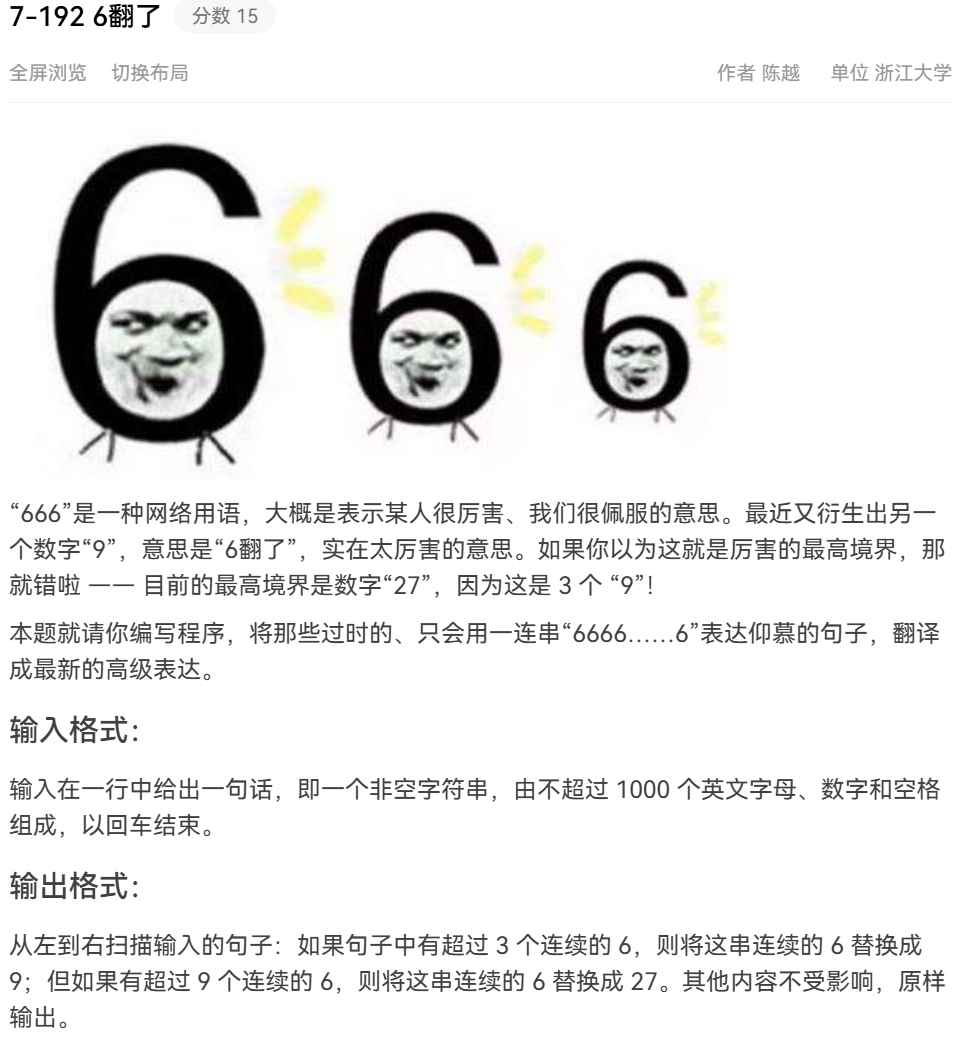 7-192 6翻了 分数 15
全屏浏览 切换布局 作者 陈越 单位 浙江大学
666
“666”是一种网络用语，大概是表示某人很厉害、我们很佩服的意思。最近又衍生出另一
个数字“9”，意思是“6翻了”，实在太厉害的意思。如果你以为这就是厉害的最高境界，那
就错啦 —— 目前的最高境界是数字“27”，因为这是 3 个 “9”！
本题就请你编写程序，将那些过时的、只会用一连串“6666……6”表达仰慕的句子，翻译
成最新的高级表达。
输入格式：
输入在一行中给出一句话，即一个非空字符串，由不超过 1000 个英文字母、数字和空格
组成，以回车结束。
输出格式：
从左到右扫描输入的句子：如果句子中有超过 3 个连续的 6，则将这串连续的 6 替换成
9；但如果有超过 9 个连续的 6，则将这串连续的 6 替换成 27。其他内容不受影响，原样
输出。